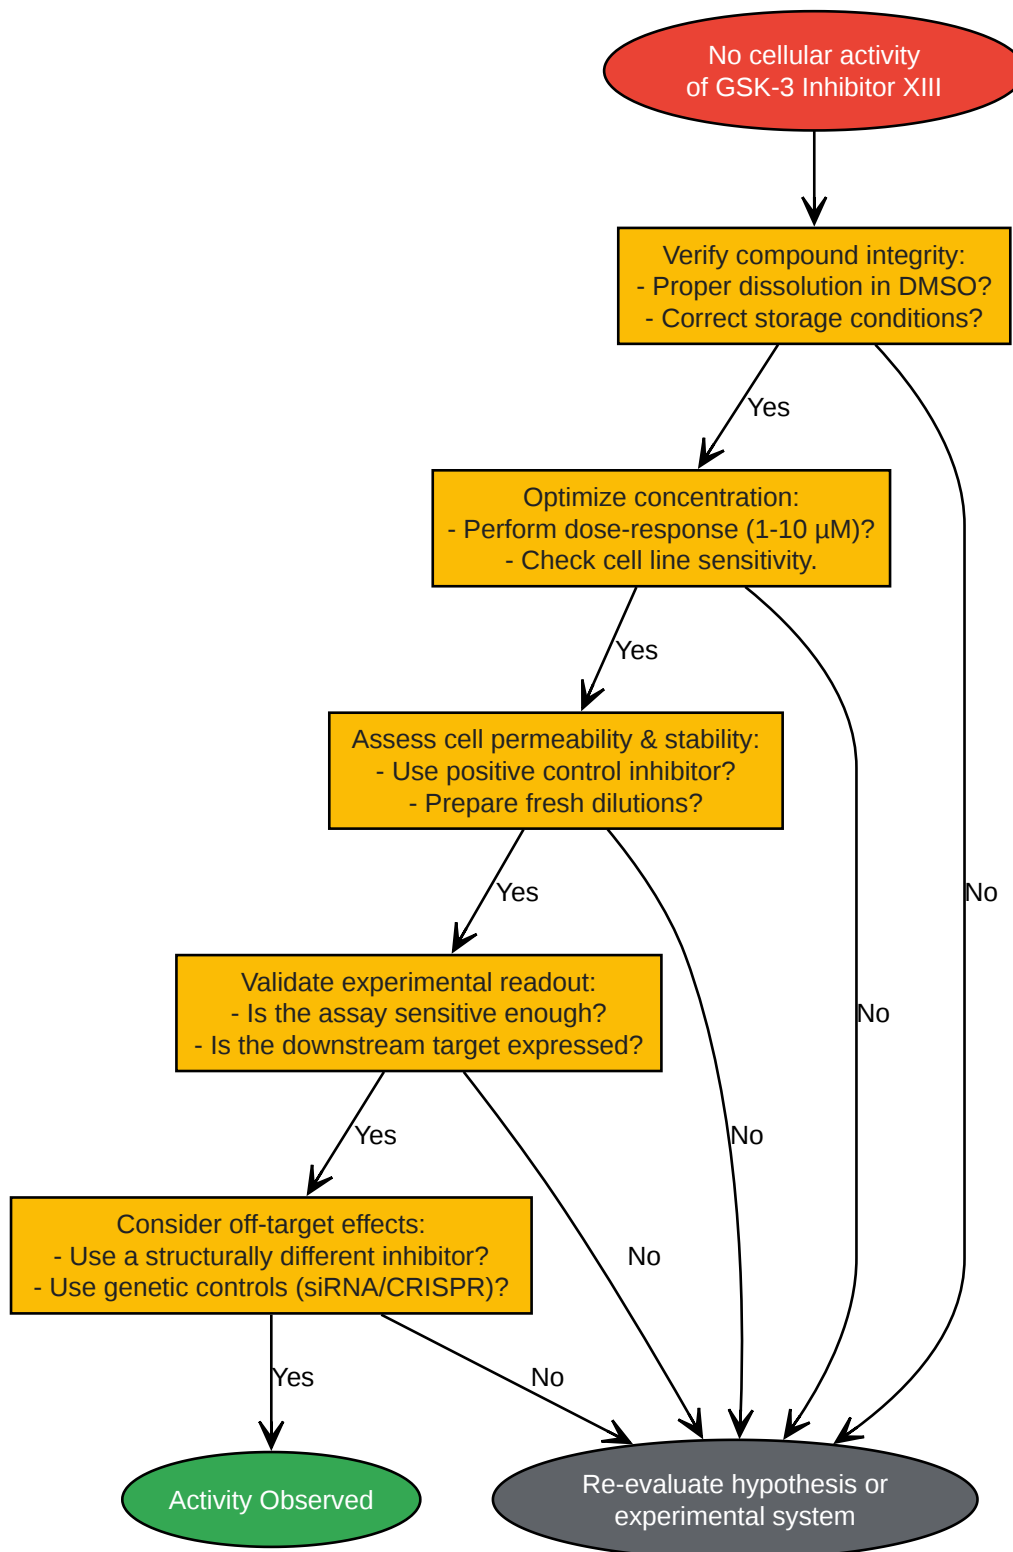 No cellular activity
of GSK-3 Inhibitor XIII
Verify compound integrity:
- Proper dissolution in DMSO?
- Correct storage conditions?
Yes
Optimize concentration:
- Perform dose-response (1-10 µM)?
- Check cell line sensitivity.
Yes
Assess cell permeability & stability:
- Use positive control inhibitor?
- Prepare fresh dilutions?
Yes
No
Validate experimental readout:
- Is the assay sensitive enough?
- Is the downstream target expressed?
No
Yes
No
Consider off-target effects:
- Use a structurally different inhibitor?
- Use genetic controls (siRNA/CRISPR)?
No
Yes
No
Activity Observed
Re-evaluate hypothesis or
experimental system